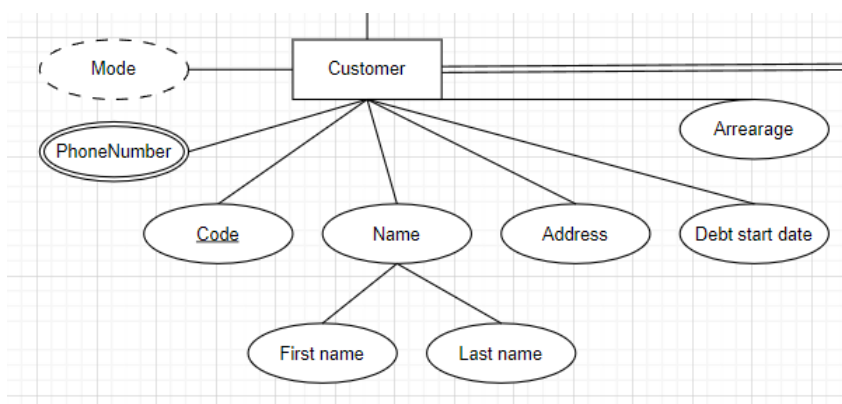 Mode
Customer
Arrearage
PhoneNumber
Code
Name
Address
Debt start date
First name
Last name